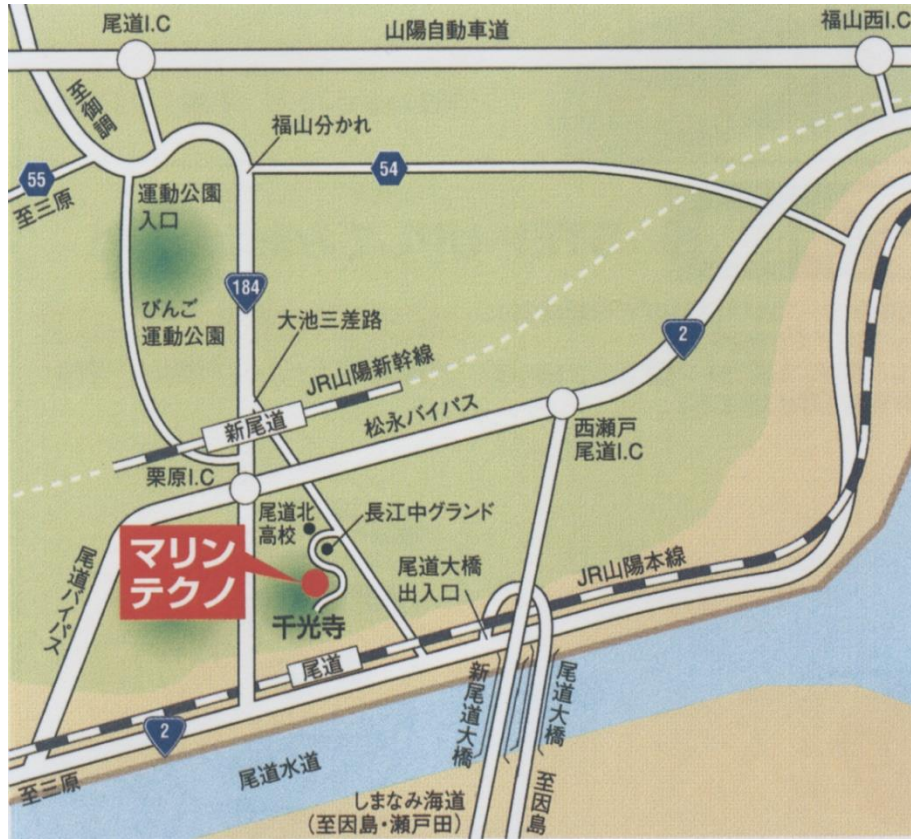 尾道I.C
山陽自動車道
福山西I.C
至御調
福山分かれ
55
54
至三原
運動公園
入口
184
びんご
運動公園
大池三差路
2
JR山陽新幹線
新尾道
松永バイパス
西瀬戸
尾道I.C
栗原I.C
尾道北
高校
長江中グランド
マリン
テクノ
尾道バイパス
尾道大橋
出入口
JR山陽本線
千光寺
尾道
新尾道大橋
尾道大橋
2
尾道水道
至三原
至因島
しまなみ海道
(至因島・瀬戸田)